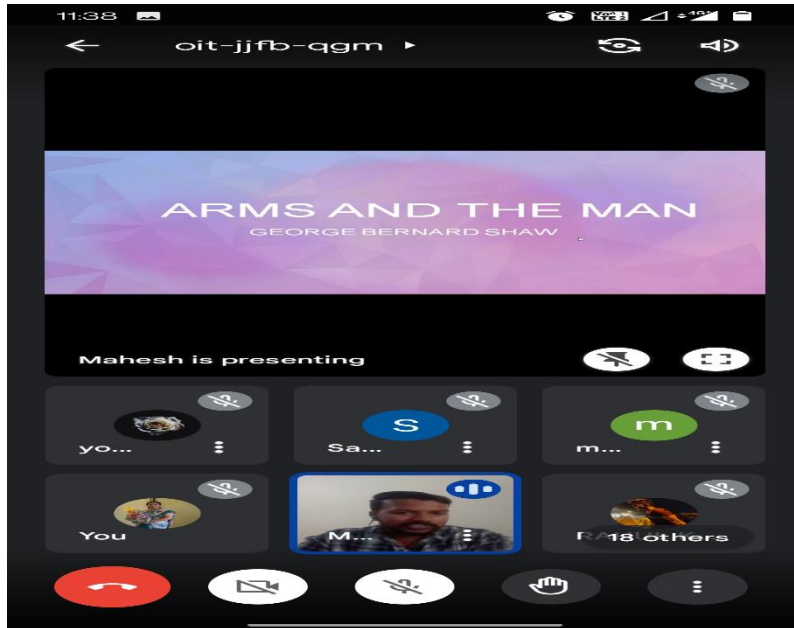 11:38
oit-jjfb-qgm
ARMS AND THE MAN
GEORGE BERNARD SHAW
Mahesh is presenting
yo...
S
Sa...
m
m...
You
M...
18 others